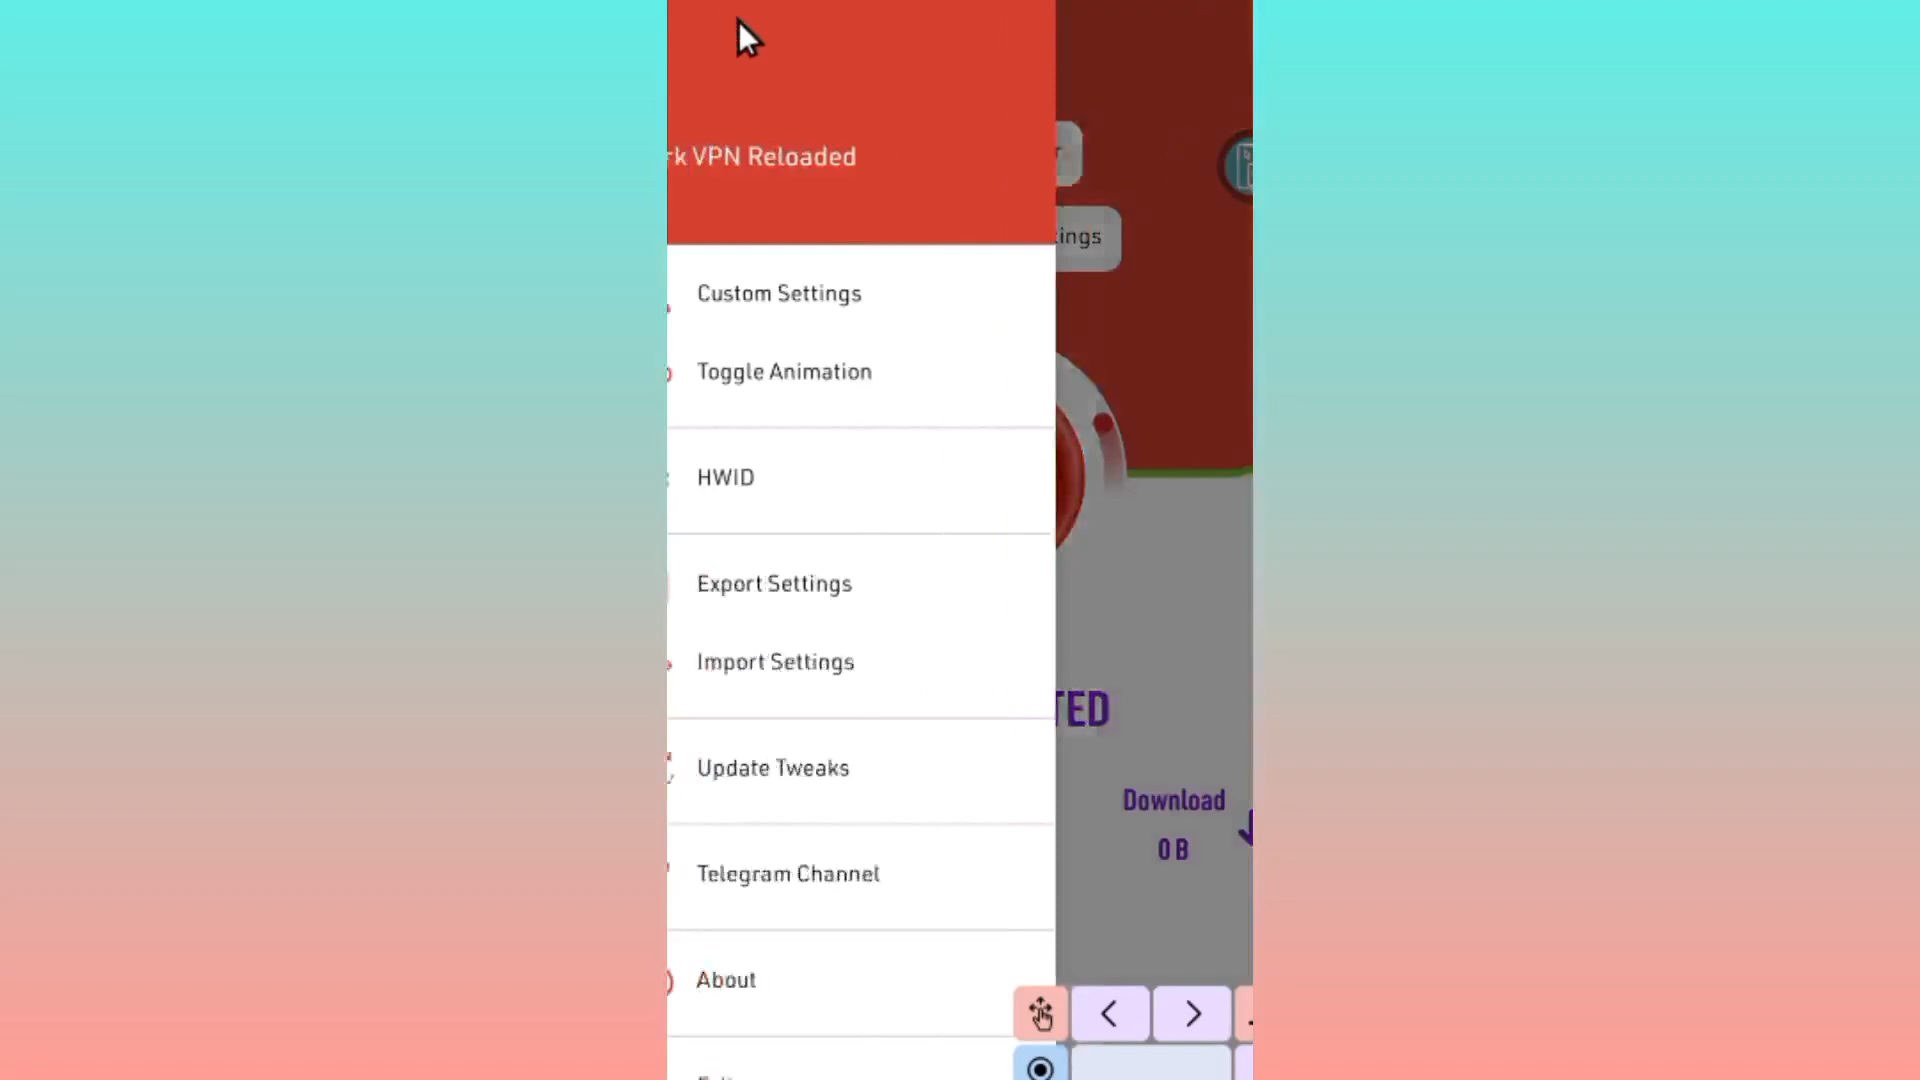 rk VPN Reloaded
ings
Custom Settings
Toggle Animation
HWID
Export Settings
Import Settings
TED
Update Tweaks
Download
0 B
Telegram Channel
About